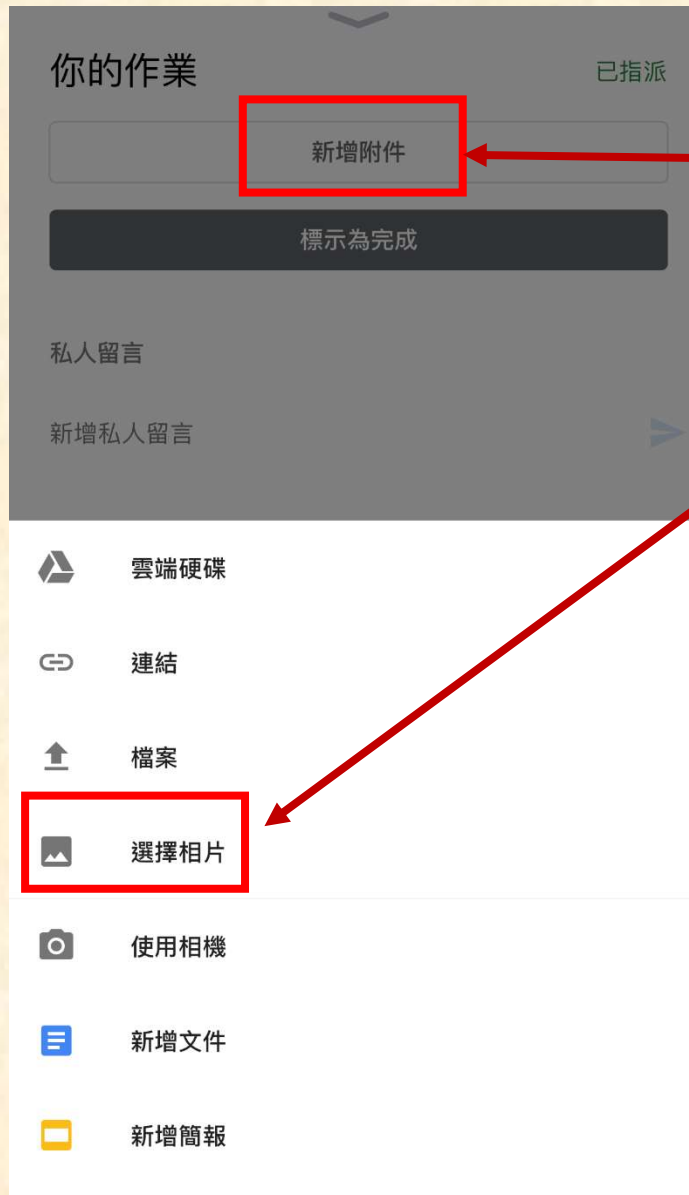 你的作業
已指派
新增附件
標示為完成
私人留言
新增私人留言
雲端硬碟
連結
檔案
選擇相片
使用相機
新增文件
新增簡報